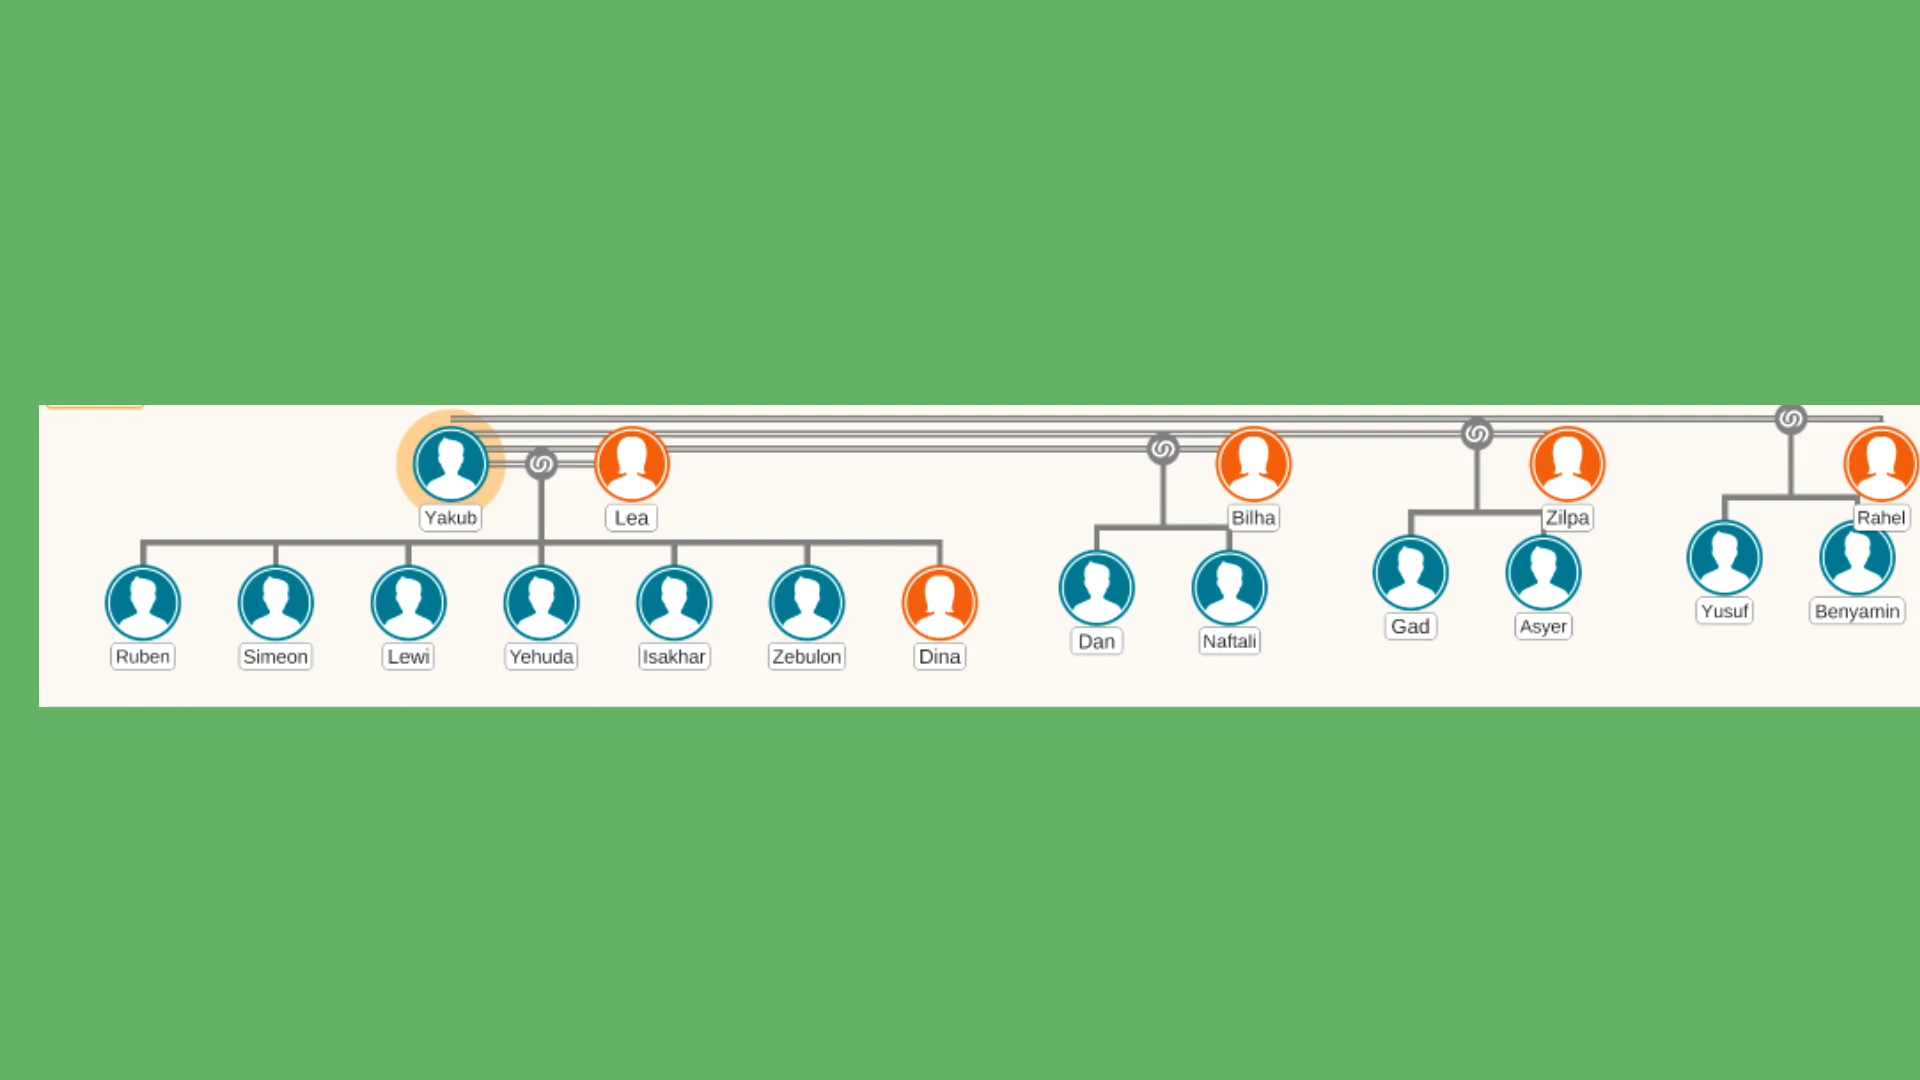 Yakub
Lea
Bilha
Zilpa
Rahel
Ruben
Simeon
Lewi
Yehuda
Isakhar
Zebulon
Dina
Dan
Naftali
Gad
Asyer
Yusuf
Benyamin